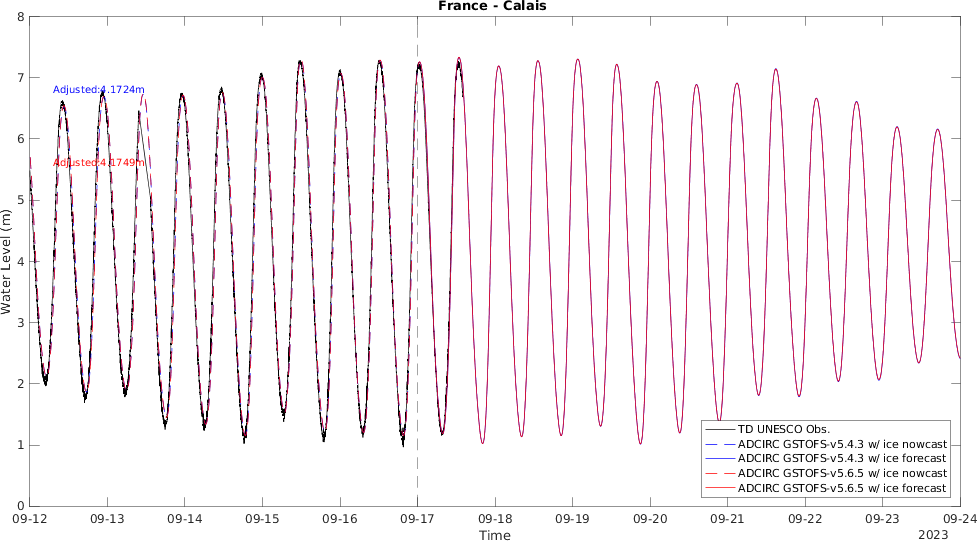 France - Calais
8
7
6
5
4
3
2
1
0
Water Level (m)
Adjusted:4.1724m
Adjusted:4.1749m
TD UNESCO Obs.
ADCIRC GSTOFS-v5.4.3 w/ ice nowcast
ADCIRC GSTOFS-v5.4.3 w/ ice forecast
ADCIRC GSTOFS-v5.6.5 w/ ice nowcast
ADCIRC GSTOFS-v5.6.5 w/ ice forecast
09-12 09-13 09-14 09-15 09-16 09-17 09-18 09-19 09-20 09-21 09-22 09-23 09-24
Time
2023